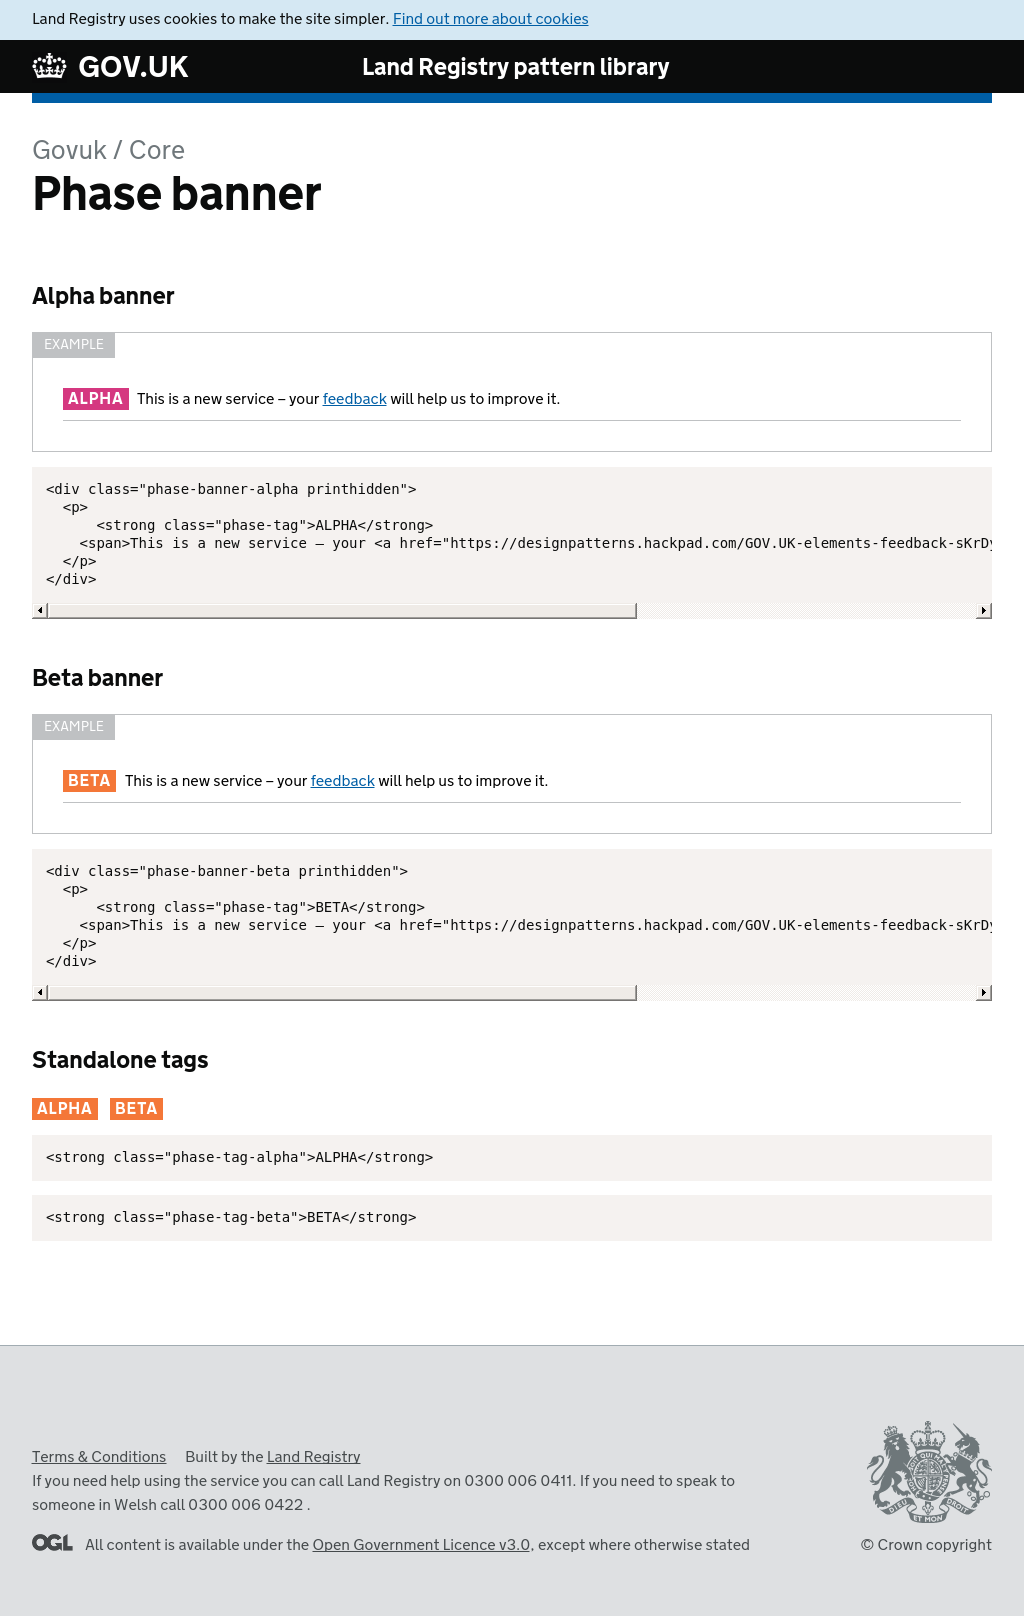 Land Registry uses cookies to make the site simpler. Find out more about cookies
GOV.UK
Land Registry pattern library
Govuk / Core
Phase banner
Alpha banner
EXAMPLE
ALPHA This is a new service – your feedback will help us to improve it.
<div class="phase-banner-alpha printhidden">
  <p>
      <strong class="phase-tag">ALPHA</strong>
    <span>This is a new service – your <a href="https://designpatterns.hackpad.com/GOV.UK-elements-feedback-sKrDy
  </p>
</div>
Beta banner
EXAMPLE
BETA This is a new service – your feedback will help us to improve it.
<div class="phase-banner-beta printhidden">
  <p>
      <strong class="phase-tag">BETA</strong>
    <span>This is a new service – your <a href="https://designpatterns.hackpad.com/GOV.UK-elements-feedback-sKrDy
  </p>
</div>
Standalone tags
ALPHA BETA
<strong class="phase-tag-alpha">ALPHA</strong>
<strong class="phase-tag-beta">BETA</strong>
Terms & Conditions Built by the Land Registry
If you need help using the service you can call Land Registry on 0300 006 0411. If you need to speak to
someone in Welsh call 0300 006 0422 .
OGL All content is available under the Open Government Licence v3.0, except where otherwise stated
DIEU ET MON DROIT
© Crown copyright